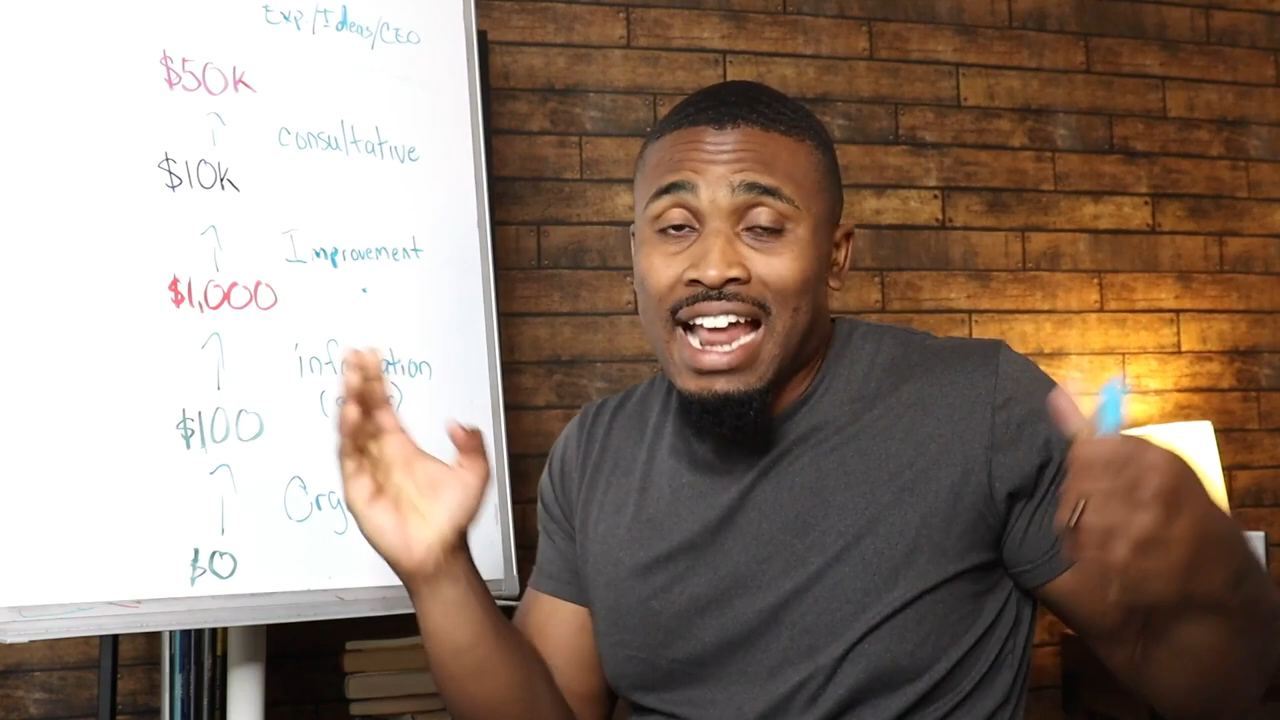 Exp/Ideas/CEO
$50K
consultative
$10K
Improvement
$1,000
$100
$0